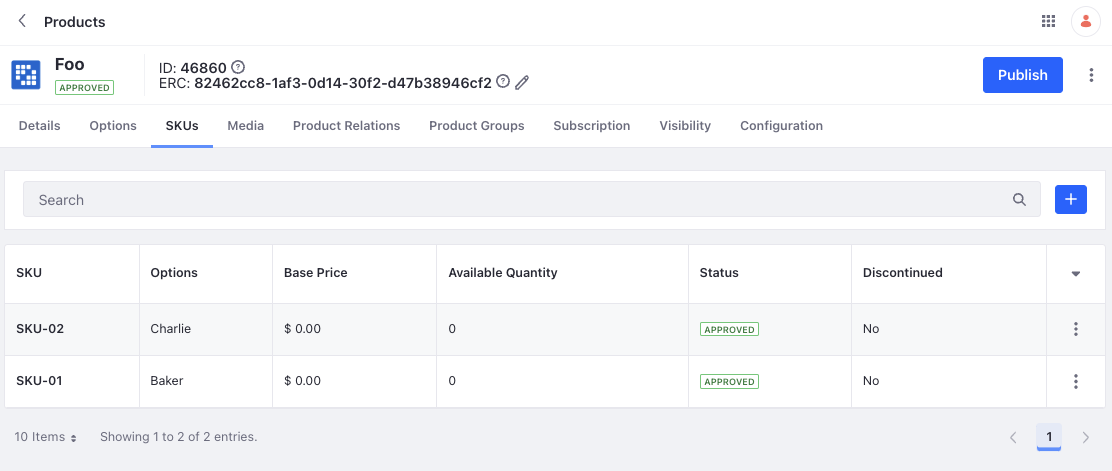 Products
Foo
APPROVED
ID: 46860
ERC: 82462cc8-1af3-0d14-30f2-d47b38946cf2
Publish
Details Options SKUs Media Product Relations Product Groups Subscription Visibility Configuration
Search
SKU Options Base Price Available Quantity Status Discontinued
SKU-02 Charlie $ 0.00 0 APPROVED No
SKU-01 Baker $ 0.00 0 APPROVED No
10 Items Showing 1 to 2 of 2 entries. 1